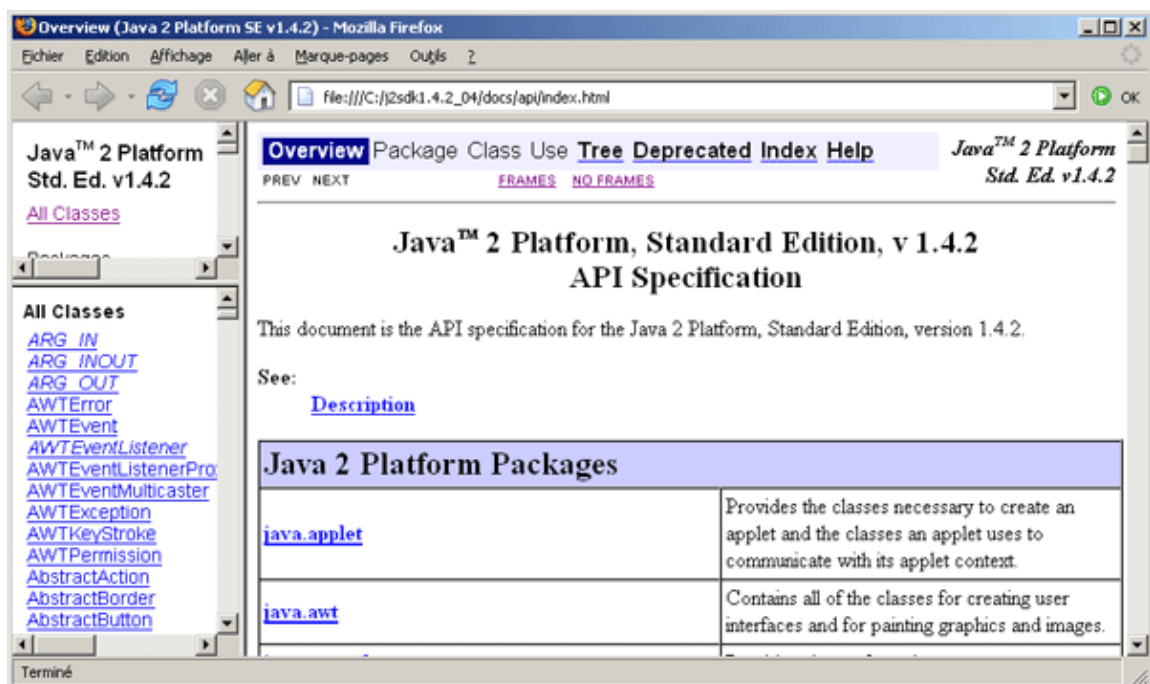 Overview (Java 2 Platform SE v1.4.2) - Mozilla Firefox
Fichier Edition Affichage Aller à Marque-pages Outils ?
file:///C:/j2sdk1.4.2_04/docs/api/index.html OK
Java™ 2 Platform
Std. Ed. v1.4.2
All Classes
Packages
All Classes
ARG_IN
ARG_INOUT
ARG_OUT
AWTError
AWTEvent
AWTEventListener
AWTEventListenerPro
AWTEventMulticaster
AWTException
AWTKeyStroke
AWTPermission
AbstractAction
AbstractBorder
AbstractButton
Overview Package Class Use Tree Deprecated Index Help
PREV NEXT FRAMES NO FRAMES
Java™ 2 Platform
Std. Ed. v1.4.2
Java™ 2 Platform, Standard Edition, v 1.4.2
API Specification
This document is the API specification for the Java 2 Platform, Standard Edition, version 1.4.2.
See:
Description
Java 2 Platform Packages
java.applet
Provides the classes necessary to create an
applet and the classes an applet uses to
communicate with its applet context.
java.awt
Contains all of the classes for creating user
interfaces and for painting graphics and images.
Terminé